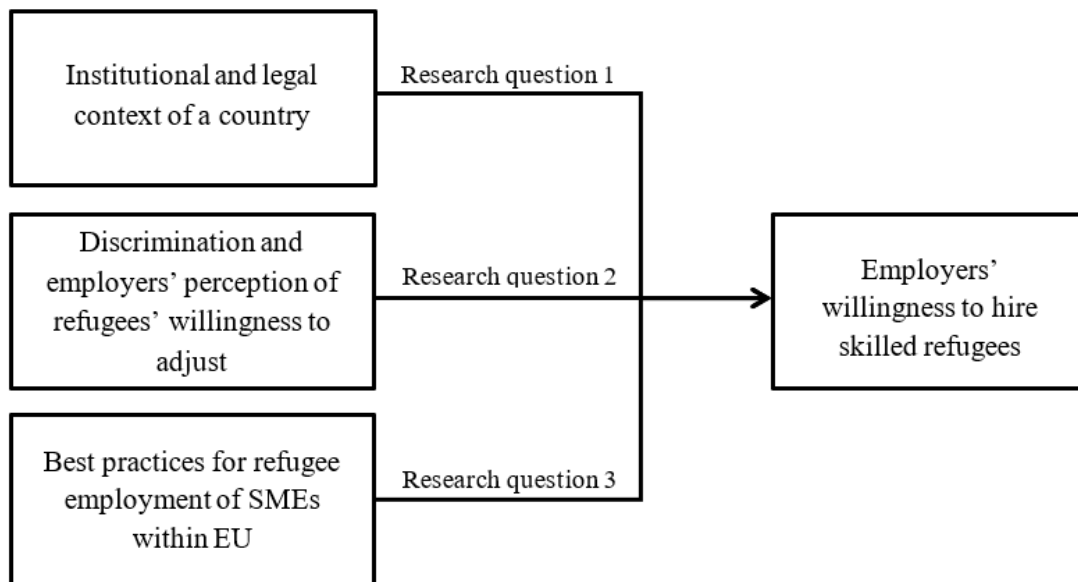 Institutional and legal
context of a country
Research question 1
Discrimination and
employers’ perception of
refugees’ willingness to
adjust
Research question 2
Best practices for refugee
employment of SMEs
within EU
Research question 3
Employers’
willingness to hire
skilled refugees